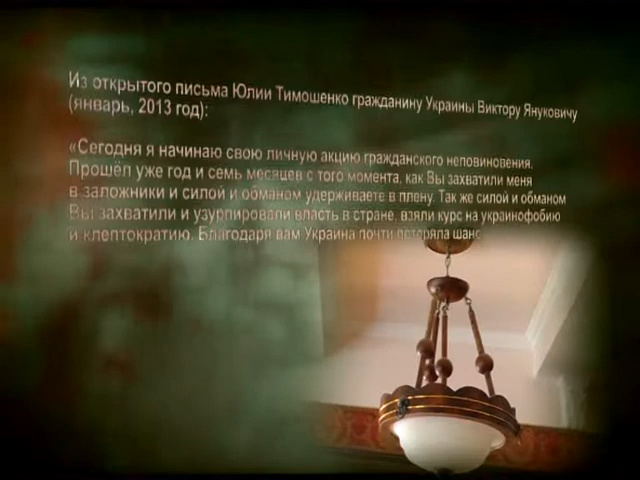 Из открытого письма Юлии Тимошенко гражданину Украины Виктору Януковичу
(январь, 2013 год):
«Сегодня я начинаю свою личную акцию гражданского неповиновения.
Прошёл уже год и семь месяцев с того момента, как Вы захватили меня
в заложники и силой и обманом удерживаете в плену. Так же силой и обманом
Вы захватили и узурпировали власть в стране, взяли курс на украинофобию
и клептократию. Благодаря вам Украина почти потеряла шанс